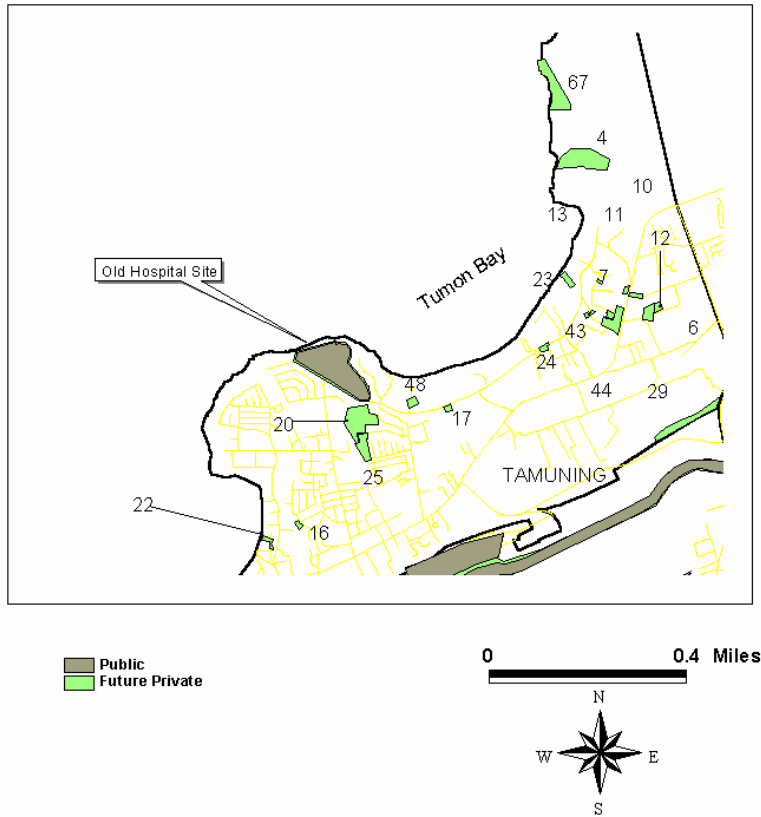 67
4
10
13
11
12
Old Hospital Site
Tumon Bay
23
7
43
6
24
48
44
29
17
20
25
TAMUNING
22
16
Public
Future Private
0 0.4 Miles
N
W E
S